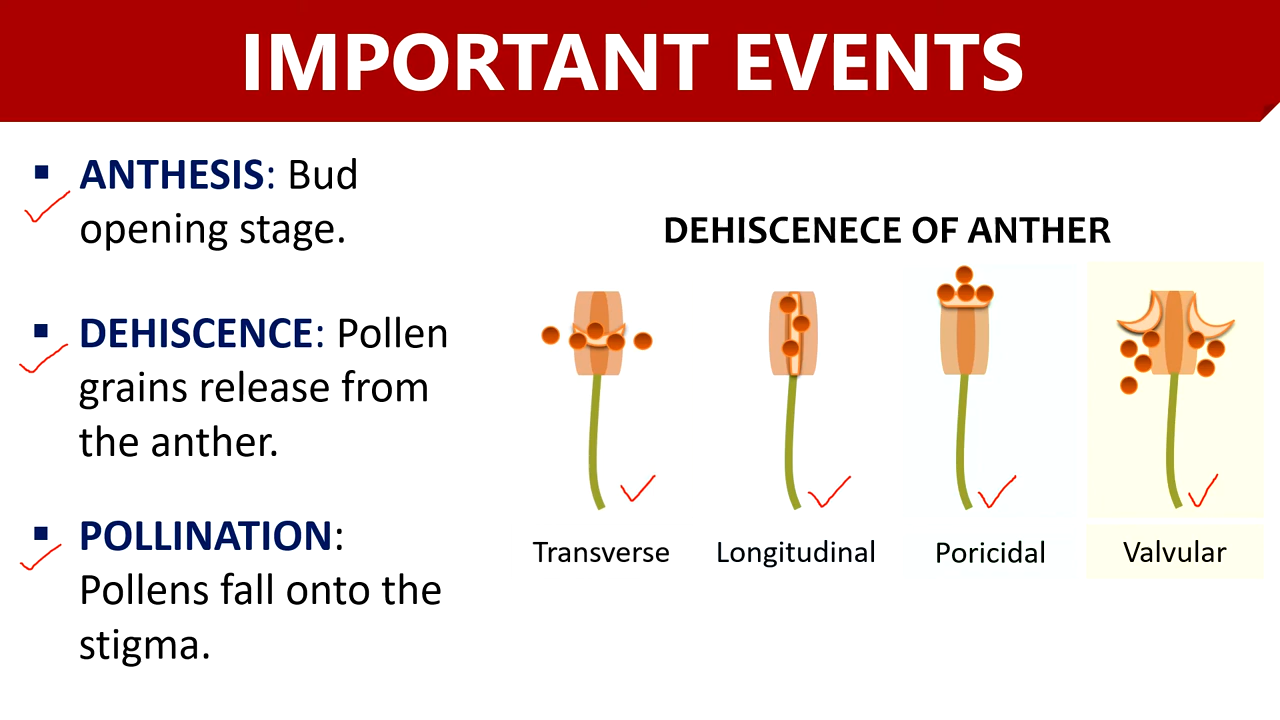 IMPORTANT EVENTS
▪ ANTHESIS: Bud
opening stage.
▪ DEHISCENCE: Pollen
grains release from
the anther.
▪ POLLINATION:
Pollens fall onto the
stigma.
DEHISCENECE OF ANTHER
Transverse
Longitudinal
Poricidal
Valvular